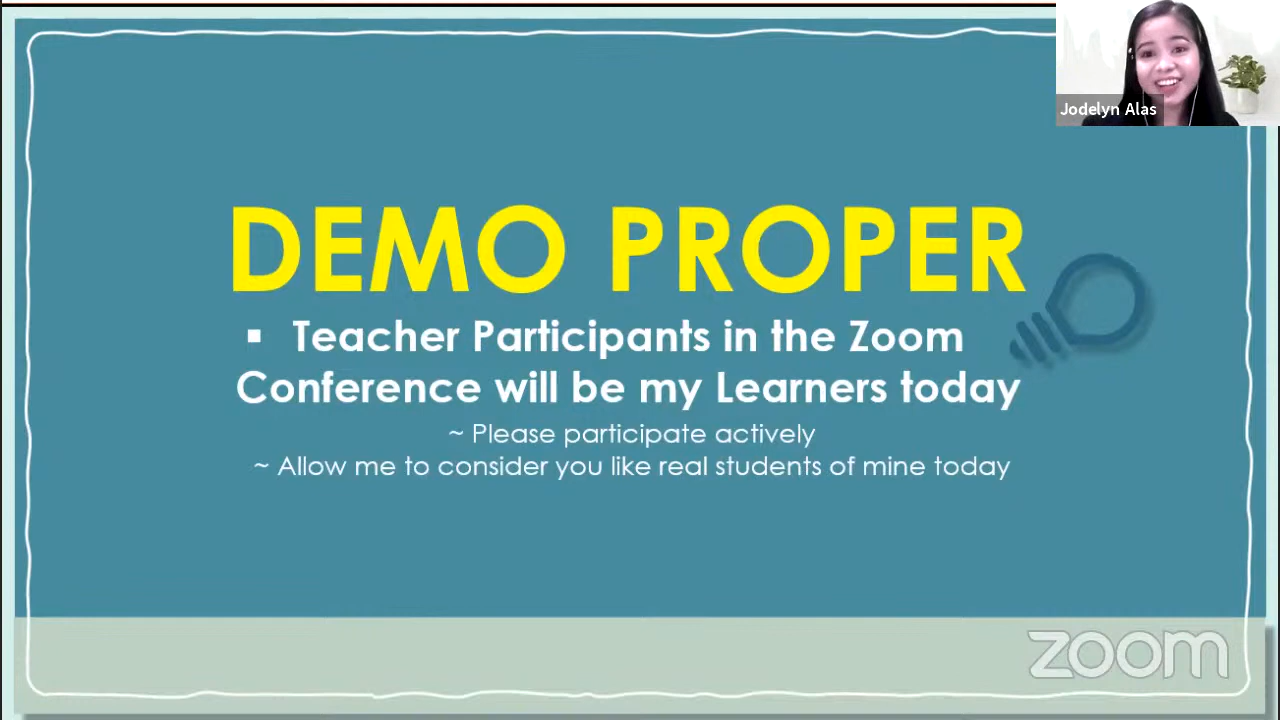 Jodelyn Alas
DEMO PROPER
▪ Teacher Participants in the Zoom
Conference will be my Learners today
~ Please participate actively
~ Allow me to consider you like real students of mine today
zoom